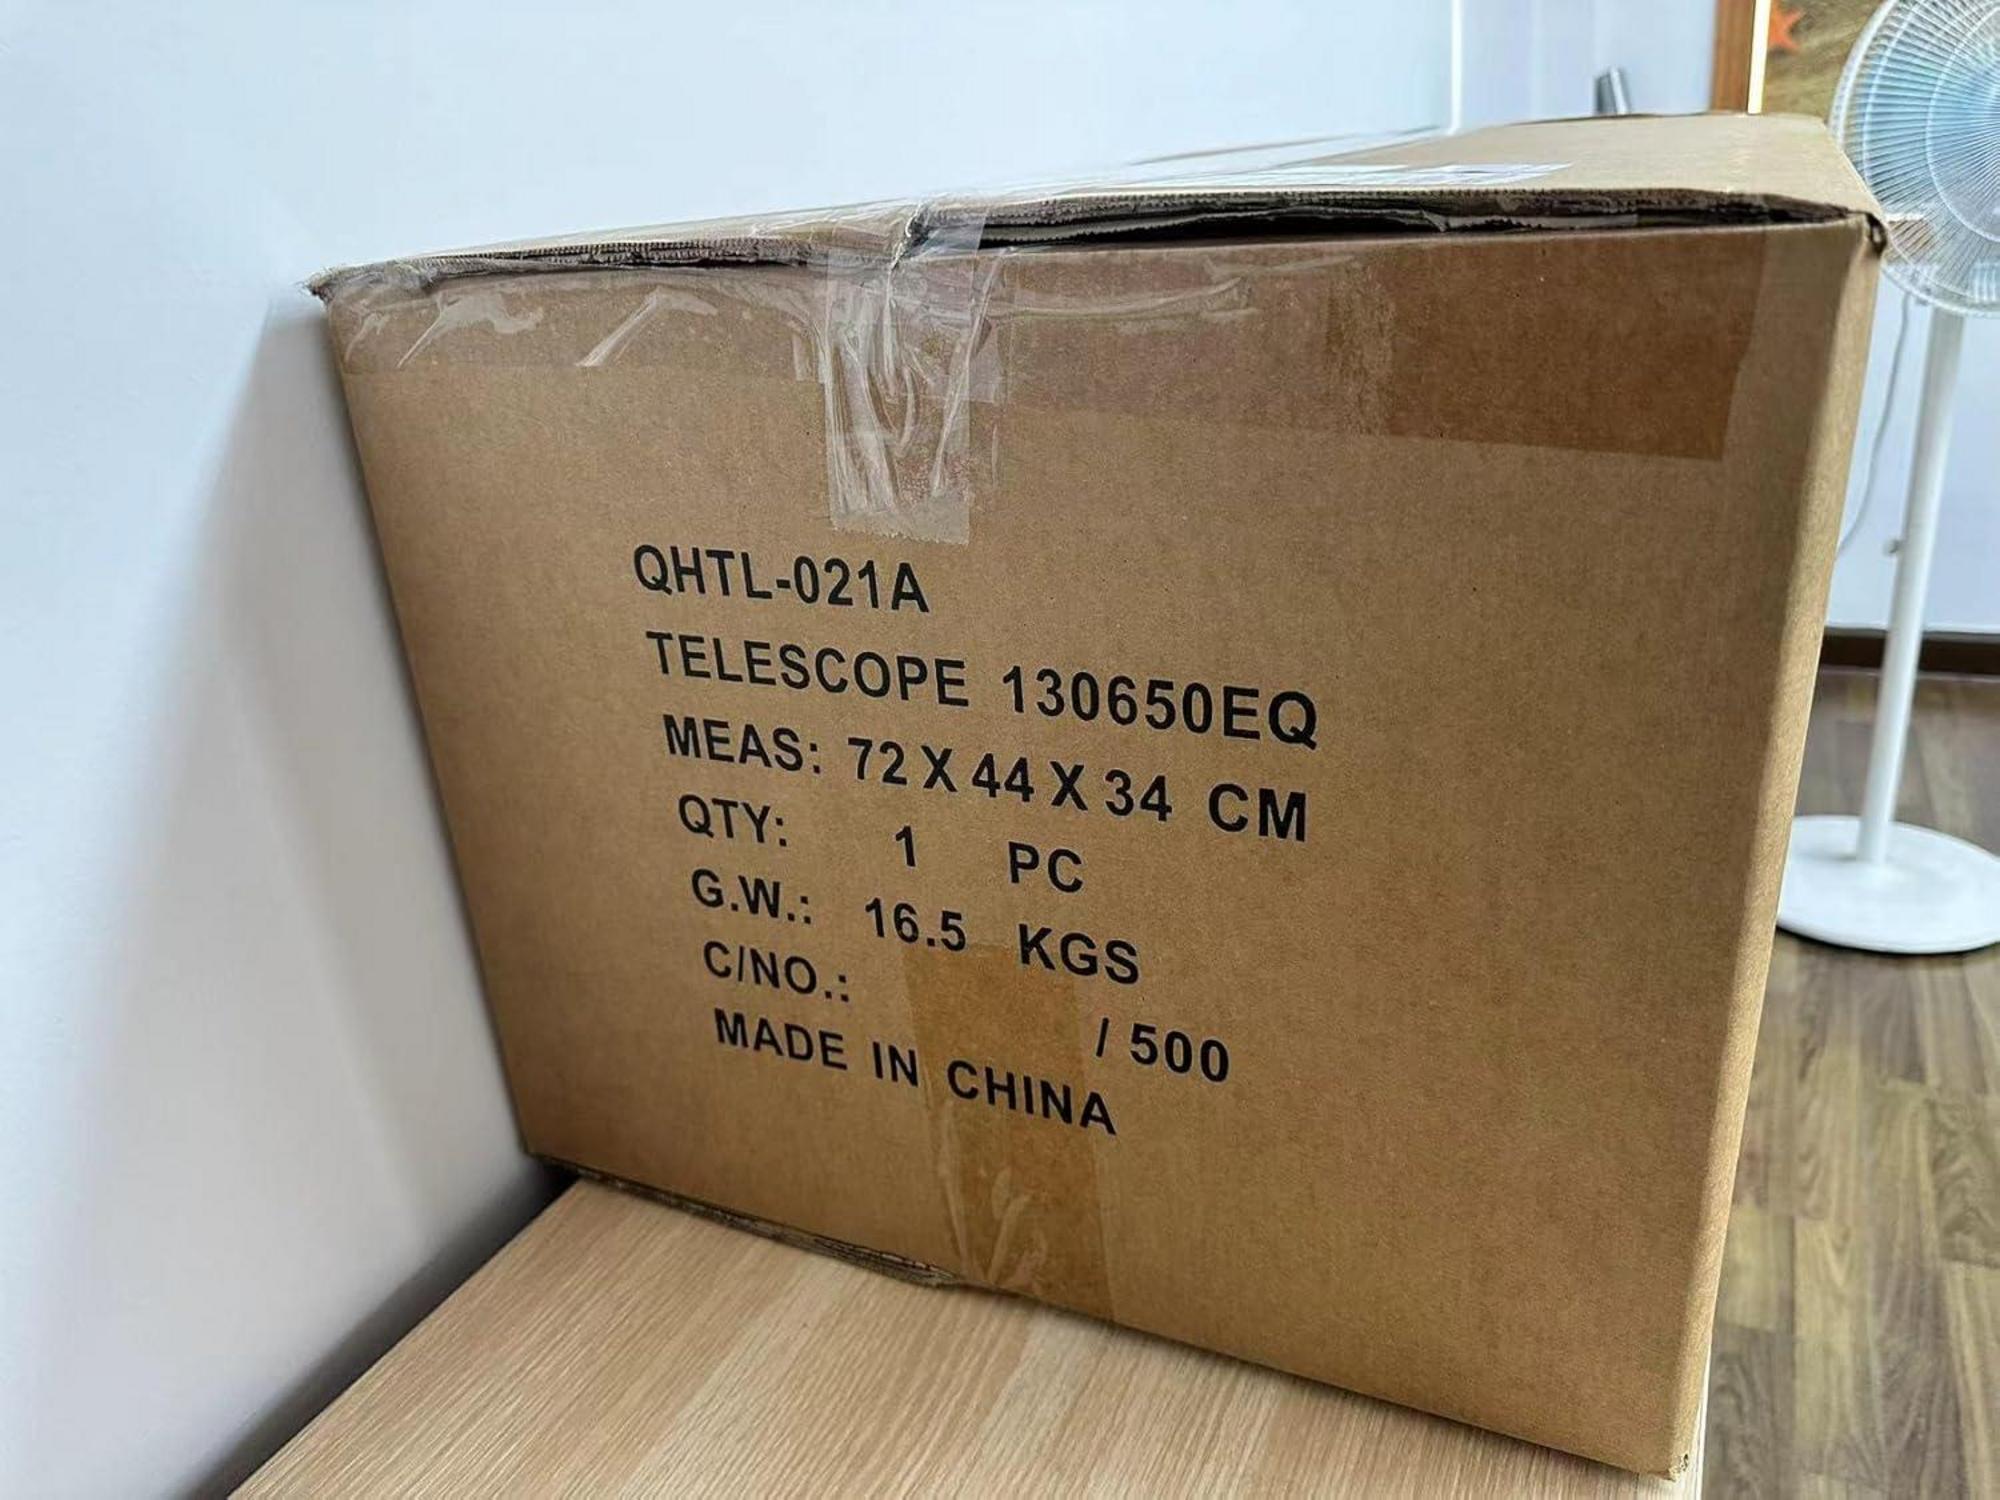 QHTL-021A
TELESCOPE 130650EQ
MEAS: 72 X 44 X 34 CM
QTY: 1 PC
G.W.: 16.5 KGS
C/NO.: / 500
MADE IN CHINA